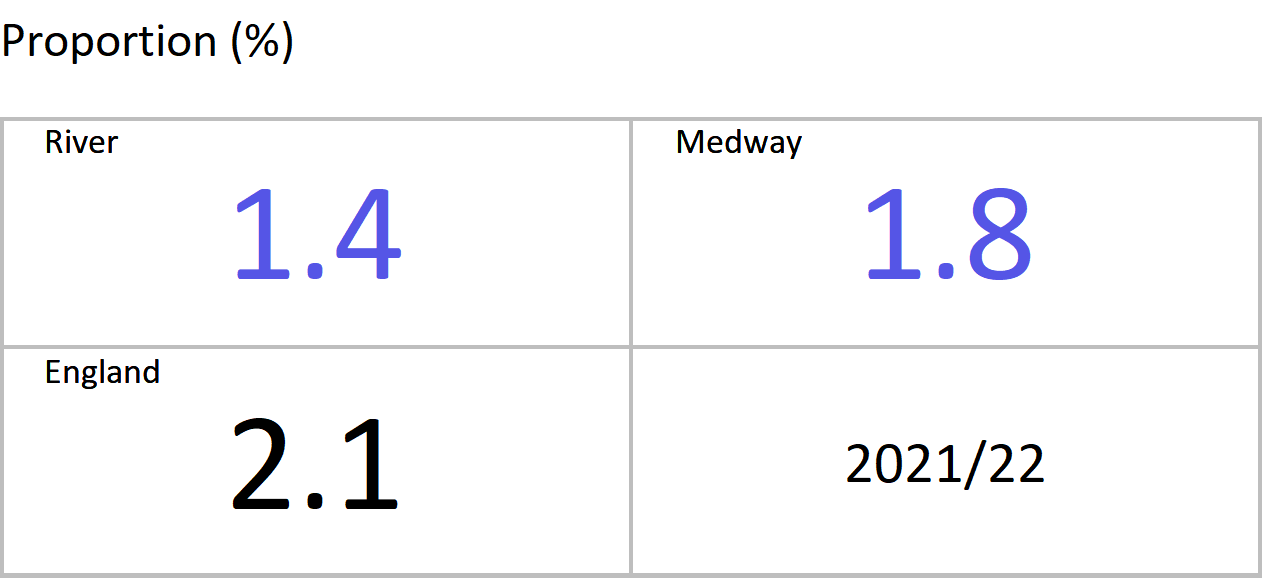 Proportion (%)
River
Medway
1.4
1.8
England
2.1
2021/22